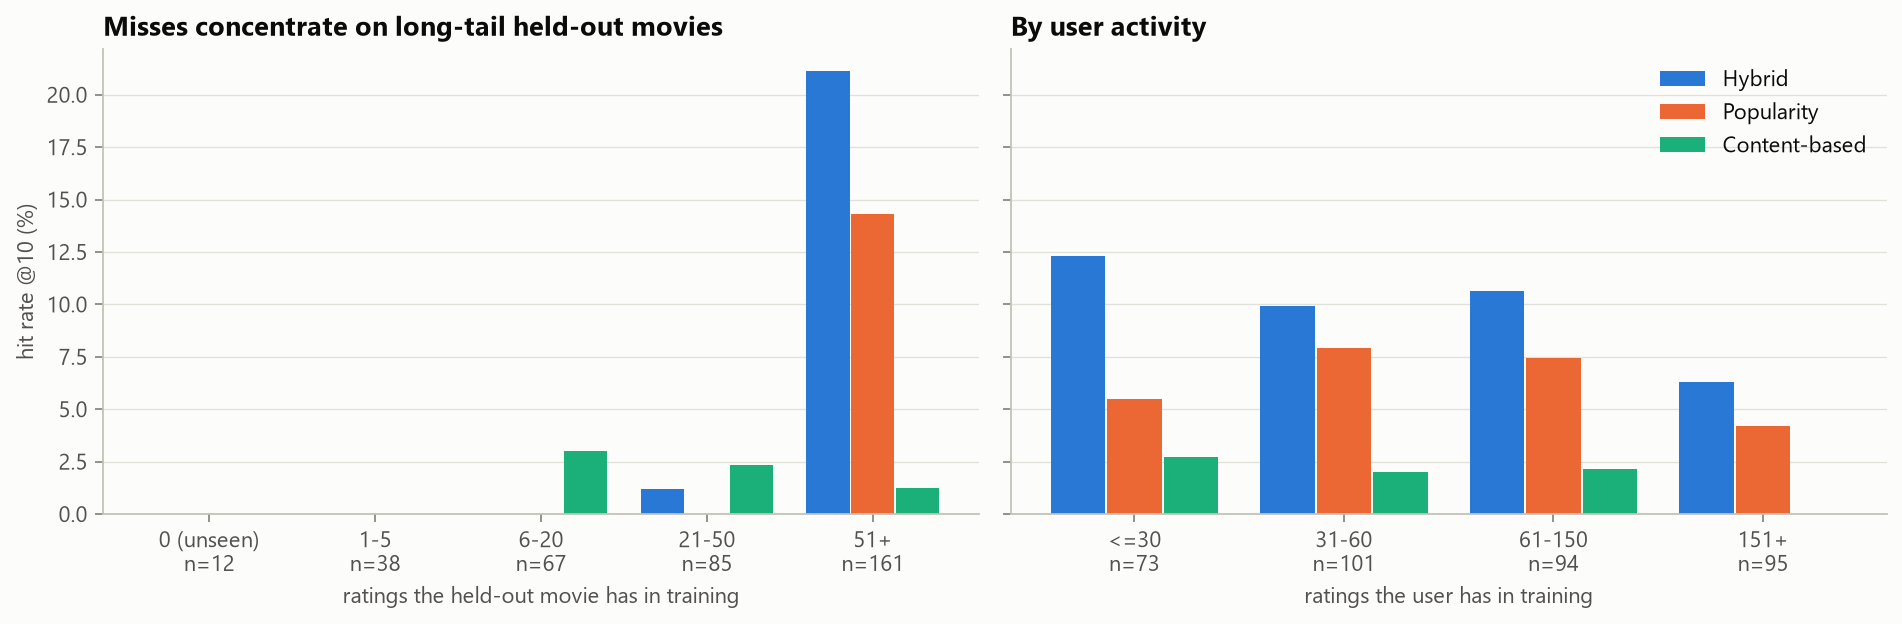 Misses concentrate on long-tail held-out movies
hit rate @10 (%)
20.0
17.5
15.0
12.5
10.0
7.5
5.0
2.5
0.0
0 (unseen)
n=12
1-5
n=38
6-20
n=67
21-50
n=85
51+
n=161
ratings the held-out movie has in training
By user activity
Hybrid
Popularity
Content-based
<=30
n=73
31-60
n=101
61-150
n=94
151+
n=95
ratings the user has in training